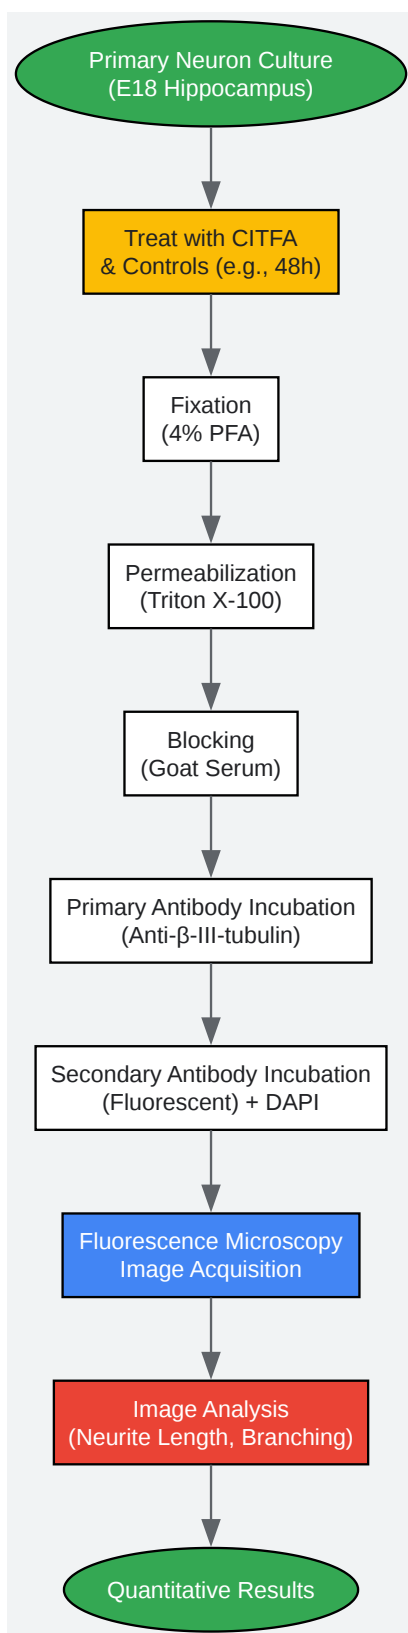 Primary Neuron Culture
(E18 Hippocampus)
Treat with CITFA
& Controls (e.g., 48h)
Fixation
(4% PFA)
Permeabilization
(Triton X-100)
Blocking
(Goat Serum)
Primary Antibody Incubation
(Anti-β-III-tubulin)
Secondary Antibody Incubation
(Fluorescent) + DAPI
Fluorescence Microscopy
Image Acquisition
Image Analysis
(Neurite Length, Branching)
Quantitative Results